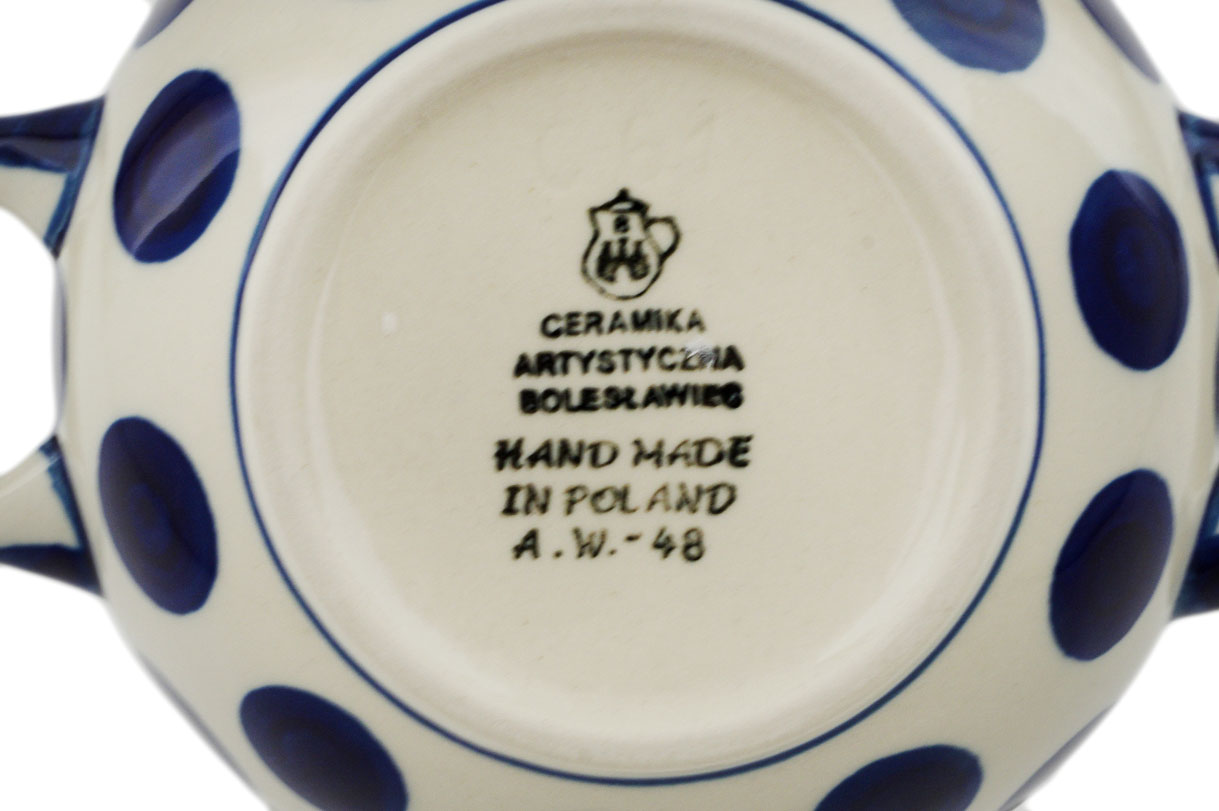 B
CERAMIKA
ARTYSTYCZNA
BOLESŁAWIEC
HAND MADE
IN POLAND
A.W.-48